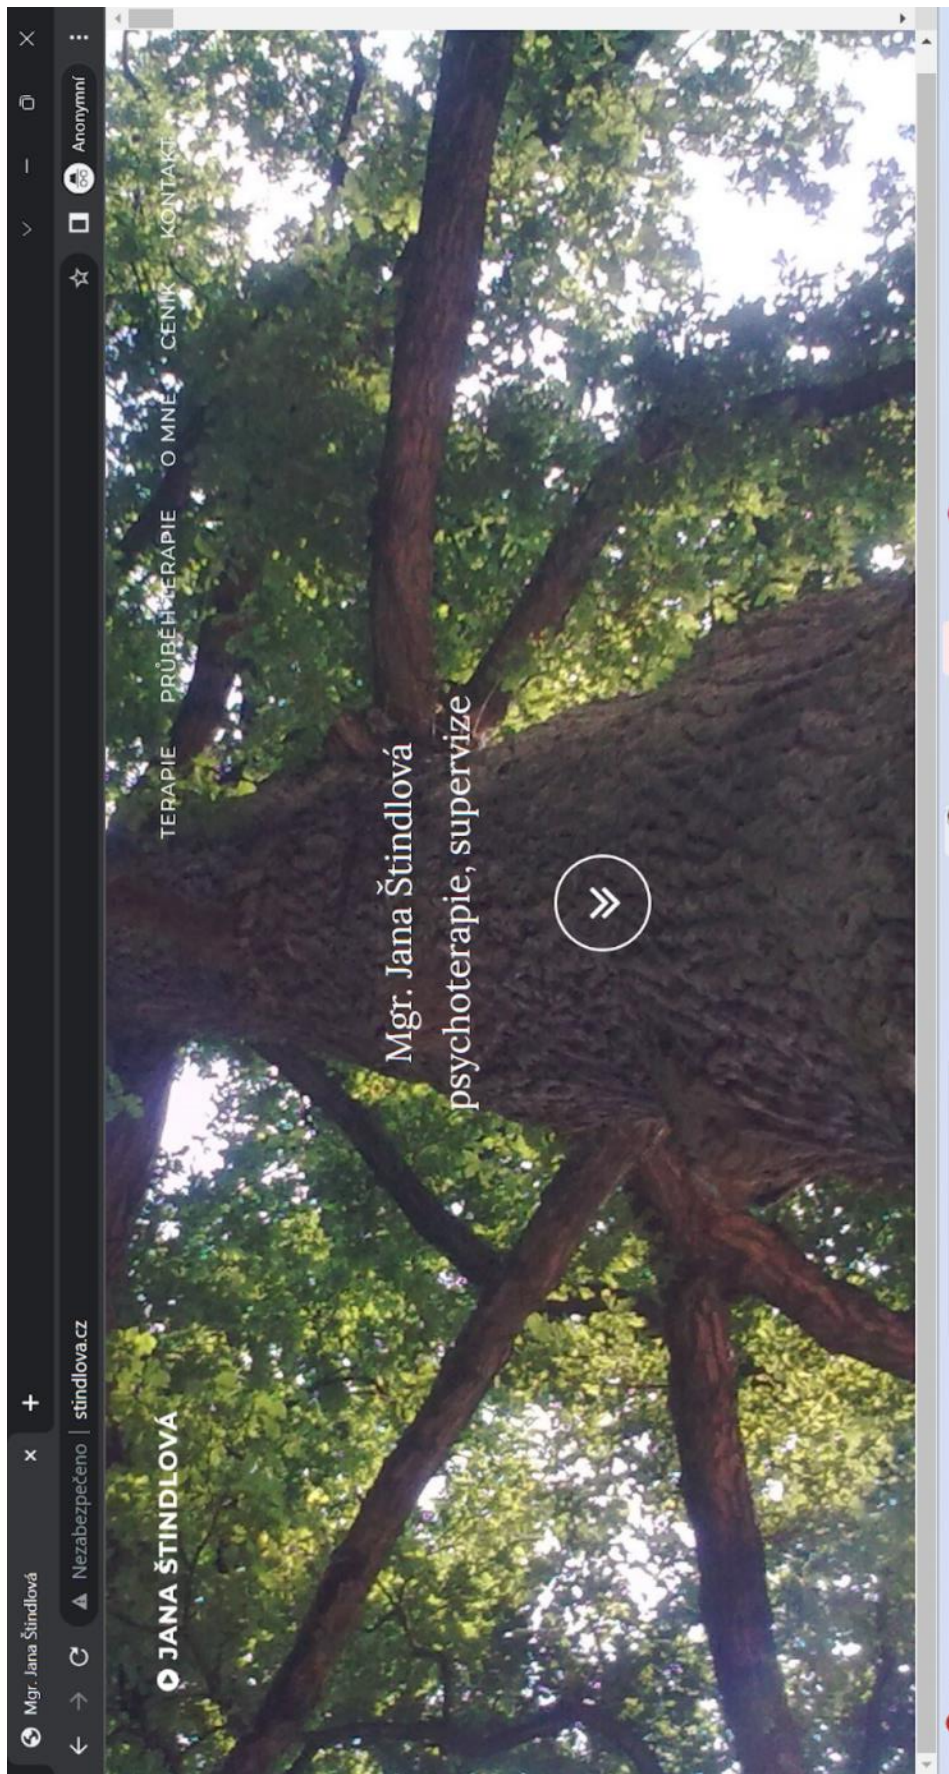 Mgr. Jana Štindlová
Nezabezpečeno | stindlova.cz
Anonymní
JANA ŠTINDLOVÁ
TERAPIE PRŮBĚH TERAPIE O MNĚ CENÍK KONTAKT
Mgr. Jana Štindlová
psychoterapie, supervize